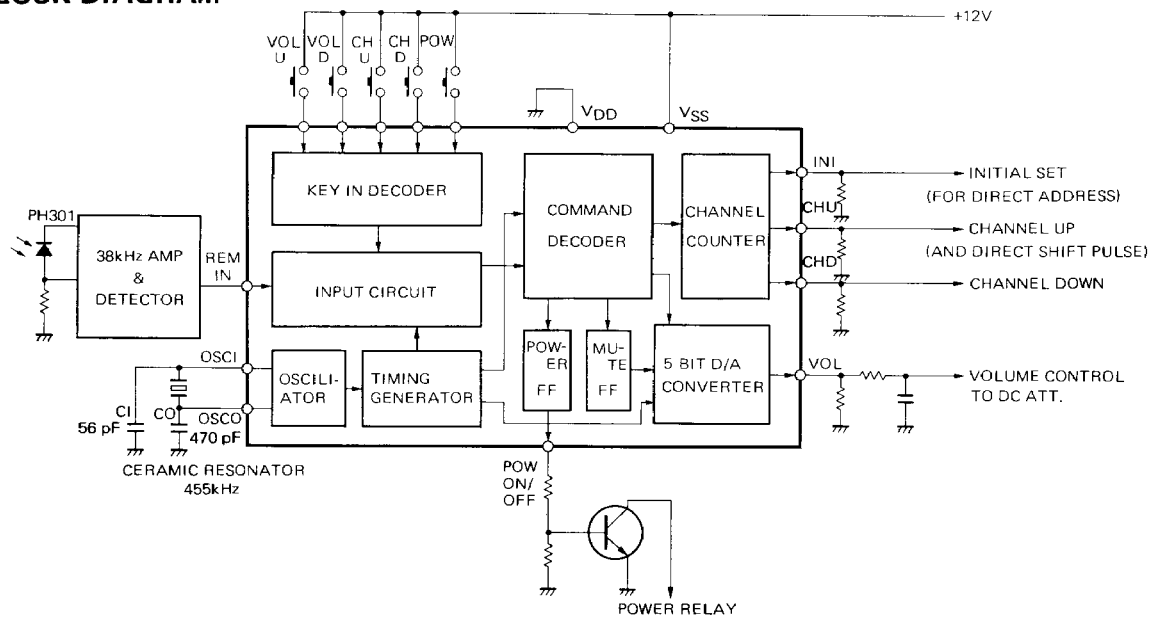 +12V
VOL U
VOL D
CH U
CH D
POW
VDD
VSS
KEY IN DECODER
COMMAND
DECODER
CHANNEL
COUNTER
INI
INITIAL SET
(FOR DIRECT ADDRESS)
CHU
CHANNEL UP
(AND DIRECT SHIFT PULSE)
CHD
CHANNEL DOWN
PH301
38kHz AMP
&
DETECTOR
REM
IN
INPUT CIRCUIT
OSCI
OSCILI-
ATOR
TIMING
GENERATOR
POW-
ER
FF
MU-
TE
FF
5 BIT D/A
CONVERTER
VOL
VOLUME CONTROL
TO DC ATT.
CI
56 pF
CO
OSCO
470 pF
CERAMIC RESONATOR
455kHz
POW
ON/
OFF
POWER RELAY